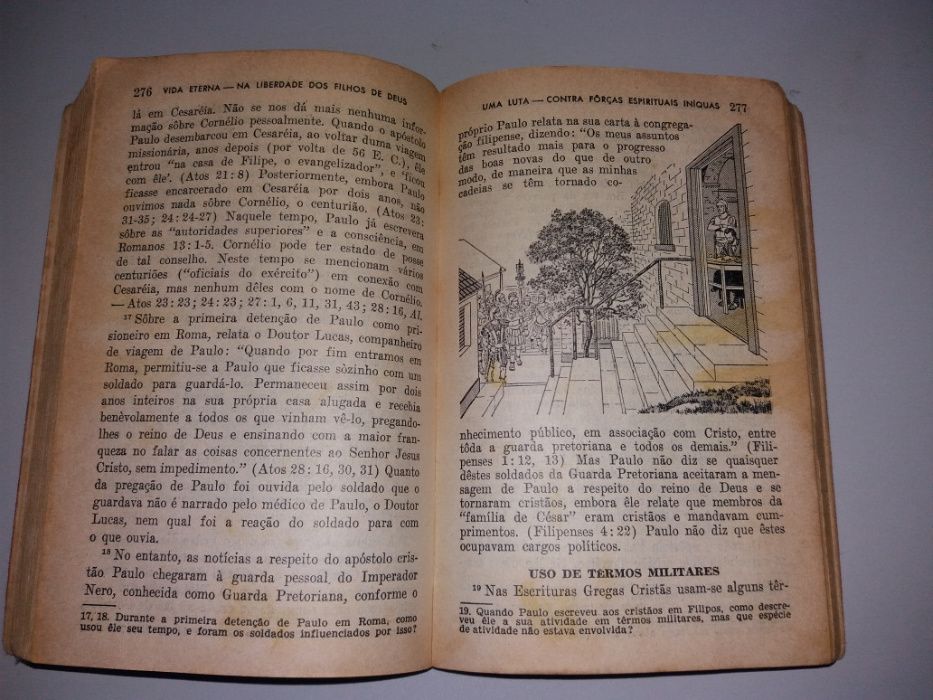 276 VIDA ETERNA — NA LIBERDADE DOS FILHOS DE DEUS
lá em Cesaréia. Não se nos dá mais nenhuma infor-
mação sôbre Cornélio pessoalmente. Quando o apóstolo
Paulo desembarcou em Cesaréia, ao voltar duma viagem
missionária, anos depois (por volta de 56 E. C.), êle
entrou “na casa de Filipe, o evangelizador”, e ‘ficou
com êle’. (Atos 21:8) Posteriormente, embora Paulo
ficasse encarcerado em Cesaréia por dois anos, não
ouvimos nada sôbre Cornélio, o centurião. (Atos 23:
31-35; 24:24-27) Naquele tempo, Paulo já escrevera
sôbre as “autoridades superiores” e a consciência, em
Romanos 13:1-5. Cornélio pode ter estado de posse
de tal conselho. Neste tempo se mencionam vários
centuriões (“oficiais do exército”) em conexão com
Cesaréia, mas nenhum dêles com o nome de Cornélio.
— Atos 23:23; 24:23; 27:1, 6, 11, 31, 43; 28:16, Al.
17 Sôbre a primeira detenção de Paulo como pri-
sioneiro em Roma, relata o Doutor Lucas, companheiro
de viagem de Paulo: “Quando por fim entramos em
Roma, permitiu-se a Paulo que ficasse sòzinho com um
soldado para guardá-lo. Permaneceu assim por dois
anos inteiros na sua própria casa alugada e recebia
benèvolamente a todos os que vinham vê-lo, pregando-
lhes o reino de Deus e ensinando com a maior fran-
queza no falar as coisas concernentes ao Senhor Jesus
Cristo, sem impedimento.” (Atos 28:16, 30, 31) Quanto
da pregação de Paulo foi ouvida pelo soldado que o
guardava não é narrado pelo médico de Paulo, o Doutor
Lucas, nem qual foi a reação do soldado para com
o que ouvia.
18 No entanto, as notícias a respeito do apóstolo cris-
tão Paulo chegaram à guarda pessoal do Imperador
Nero, conhecida como Guarda Pretoriana, conforme o
17, 18. Durante a primeira detenção de Paulo em Roma, como
usou êle seu tempo, e foram os soldados influenciados por isso?
UMA LUTA — CONTRA FÔRÇAS ESPIRITUAIS INÍQUAS 277
próprio Paulo relata na sua carta à congrega-
ção filipense, dizendo: “Os meus assuntos
têm resultado mais para o progresso
das boas novas do que de outro
modo, de maneira que as minhas
cadeias se têm tornado co-
nhecimento público, em associação com Cristo, entre
tôda a guarda pretoriana e todos os demais.” (Fili-
penses 1:12, 13) Mas Paulo não diz se quaisquer
dêstes soldados da Guarda Pretoriana aceitaram a men-
sagem de Paulo a respeito do reino de Deus e se
tornaram cristãos, embora êle relate que membros da
“família de César” eram cristãos e mandavam cum-
primentos. (Filipenses 4:22) Paulo não diz que êstes
ocupavam cargos políticos.
USO DE TÊRMOS MILITARES
19 Nas Escrituras Gregas Cristãs usam-se alguns têr-
19. Quando Paulo escreveu aos cristãos em Filipos, como descre-
veu êle a sua atividade em têrmos militares, mas que espécie
de atividade não estava envolvida?